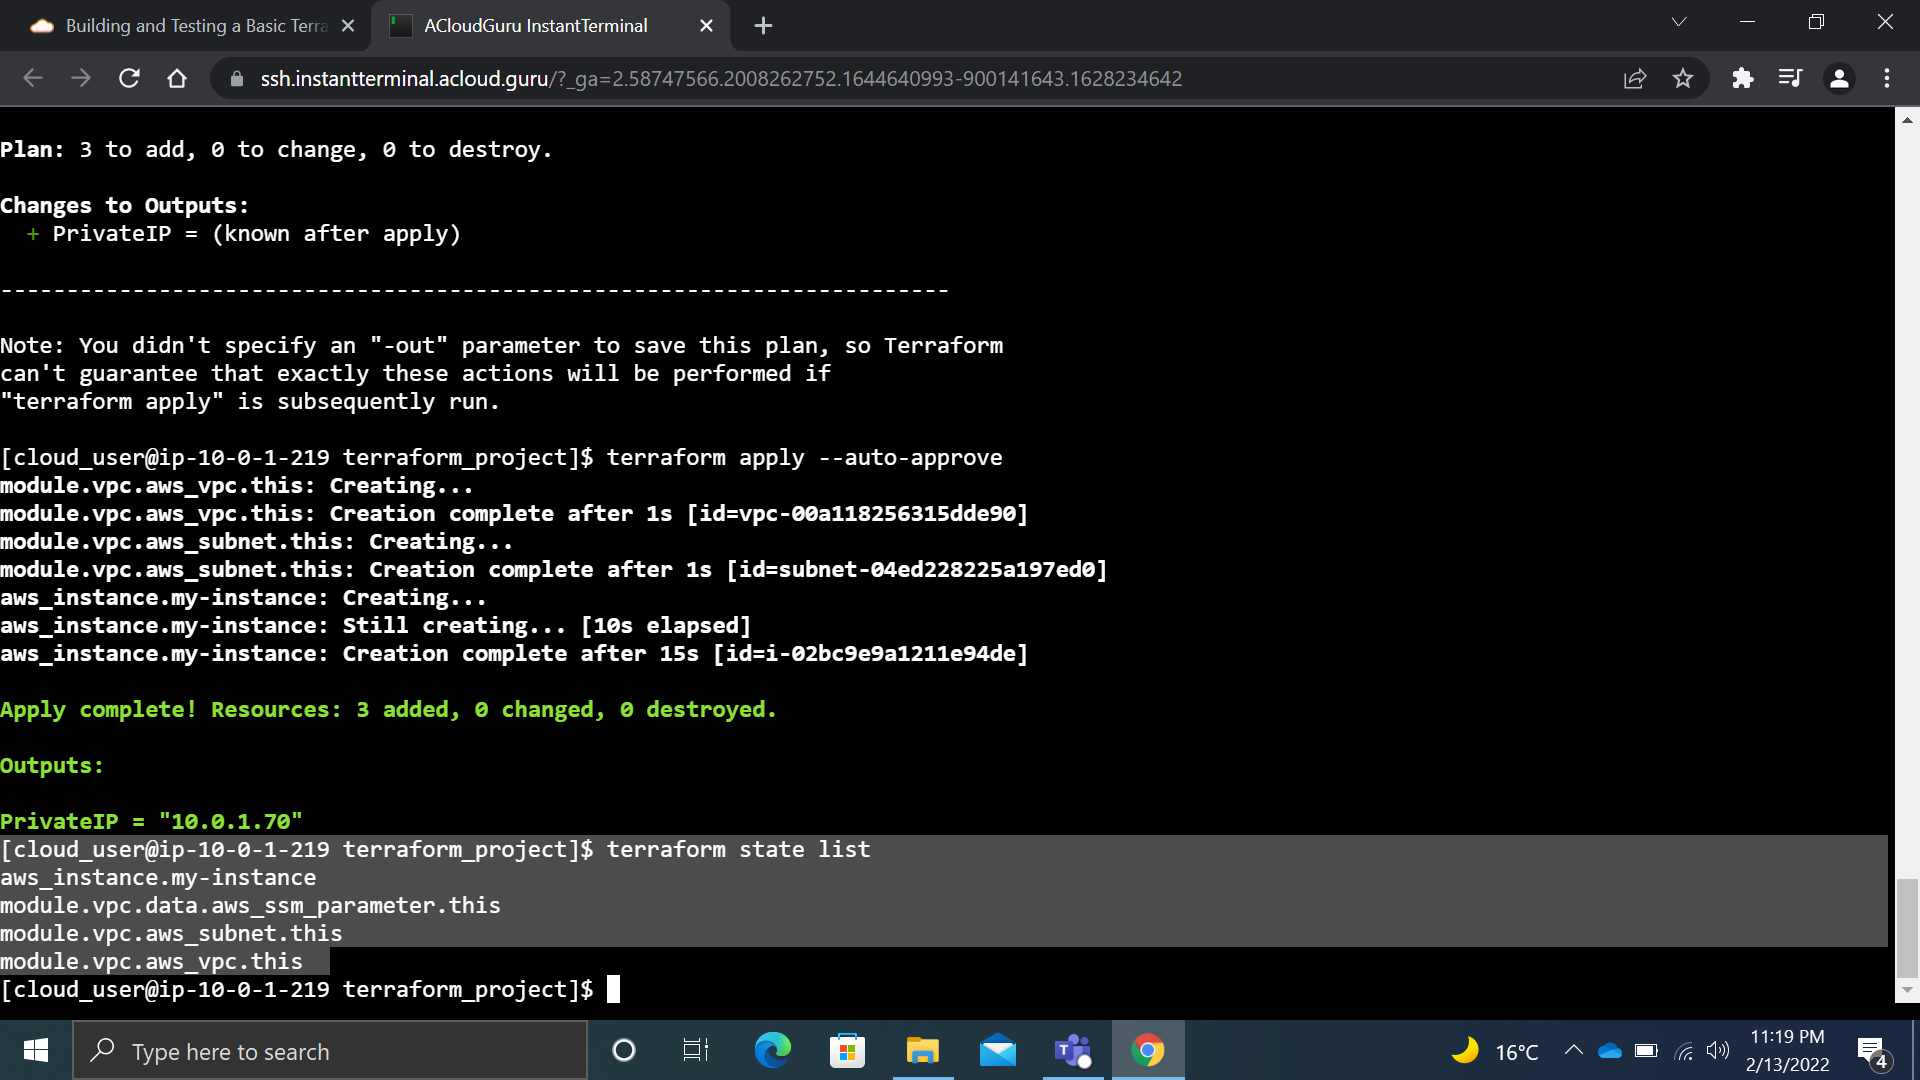 Building and Testing a Basic Terra
ACloudGuru InstantTerminal
ssh.instantterminal.acloud.guru/?_ga=2.58747566.2008262752.1644640993-900141643.1628234642
Plan: 3 to add, 0 to change, 0 to destroy.
Changes to Outputs:
+ PrivateIP = (known after apply)
------------------------------------------------------------------------
Note: You didn't specify an "-out" parameter to save this plan, so Terraform
can't guarantee that exactly these actions will be performed if
"terraform apply" is subsequently run.
[cloud_user@ip-10-0-1-219 terraform_project]$ terraform apply --auto-approve
module.vpc.aws_vpc.this: Creating...
module.vpc.aws_vpc.this: Creation complete after 1s [id=vpc-00a118256315dde90]
module.vpc.aws_subnet.this: Creating...
module.vpc.aws_subnet.this: Creation complete after 1s [id=subnet-04ed228225a197ed0]
aws_instance.my-instance: Creating...
aws_instance.my-instance: Still creating... [10s elapsed]
aws_instance.my-instance: Creation complete after 15s [id=i-02bc9e9a1211e94de]
Apply complete! Resources: 3 added, 0 changed, 0 destroyed.
Outputs:
PrivateIP = "10.0.1.70"
[cloud_user@ip-10-0-1-219 terraform_project]$ terraform state list
aws_instance.my-instance
module.vpc.data.aws_ssm_parameter.this
module.vpc.aws_subnet.this
module.vpc.aws_vpc.this
[cloud_user@ip-10-0-1-219 terraform_project]$
Type here to search
16°C
11:19 PM
2/13/2022
4